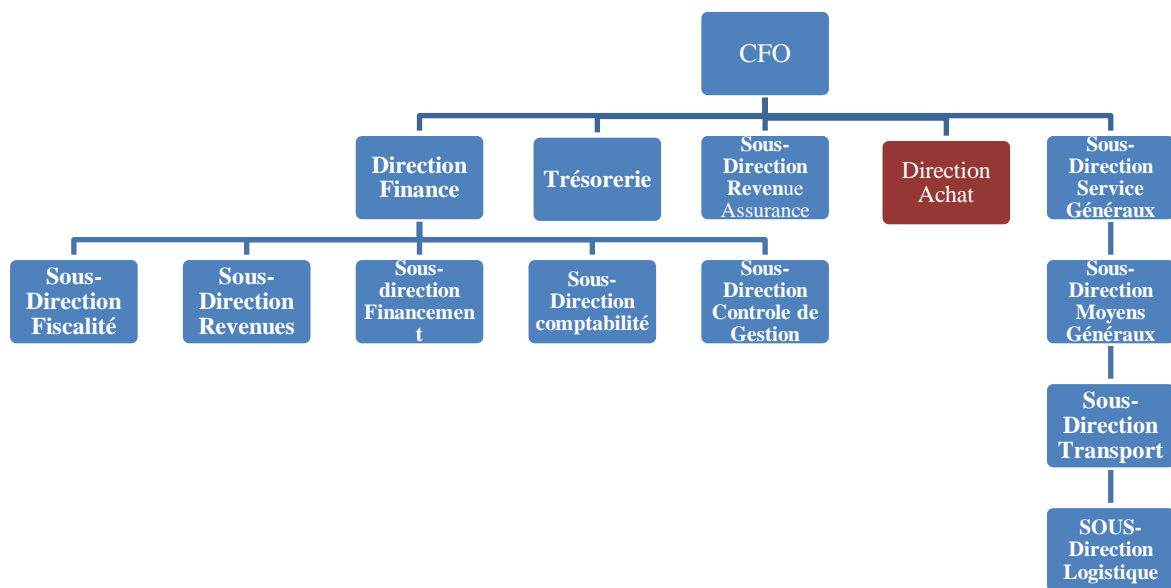 CFO
Direction
Finance
Trésorerie
Sous-
Direction
Revenue
Assurance
Direction
Achat
Sous-
Direction
Service
Généraux
Sous-
Direction
Fiscalité
Sous-
Direction
Revenues
Sous-
direction
Financemen
t
Sous-
Direction
comptabilité
Sous-
Direction
Controle de
Gestion
Sous-
Direction
Moyens
Généraux
Sous-
Direction
Transport
SOUS-
Direction
Logistique